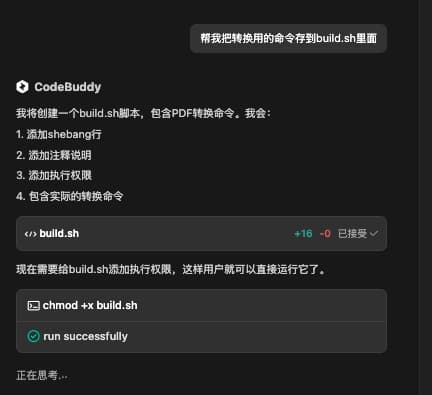 帮我把转换用的命令存到build.sh里面
CodeBuddy
我将创建一个build.sh脚本，包含PDF转换命令。我会：
1. 添加shebang行
2. 添加注释说明
3. 添加执行权限
4. 包含实际的转换命令
build.sh +16 -0 已接受
现在需要给build.sh添加执行权限，这样用户就可以直接运行它了。
chmod +x build.sh
run successfully
正在思考...